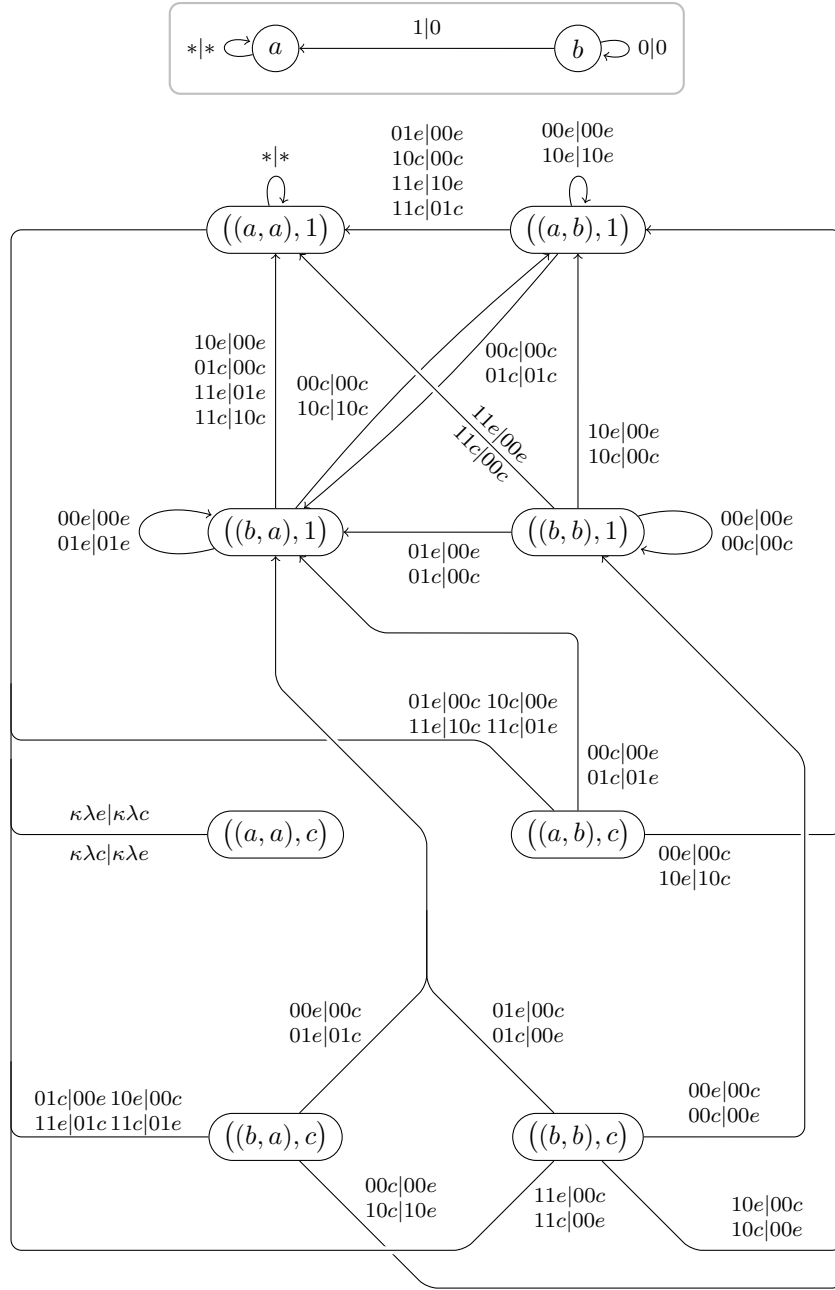 1|0
∗|∗
a
b
0|0
∗|∗
01e|00e
10c|00c
11e|10e
11c|01c
00e|00e
10e|10e
((a, a), 1)
((a, b), 1)
10e|00e
01c|00c
11e|01e
11c|10c
00c|00c
10c|10c
00c|00c
01c|01c
11e|00e
11c|00c
10e|00e
10c|00c
00e|00e
01e|01e
((b, a), 1)
((b, b), 1)
00e|00e
00c|00c
01e|00e
01c|00c
01e|00c 10c|00e
11e|10c 11c|01e
00c|00e
01c|01e
κλe|κλc
κλc|κλe
((a, a), c)
((a, b), c)
00e|00c
10e|10c
00e|00c
01e|01c
01e|00c
01c|00e
01c|00e 10e|00c
11e|01c 11c|01e
((b, a), c)
((b, b), c)
00e|00c
00c|00e
00c|00e
10c|10e
11e|00c
11c|00e
10e|00c
10c|00e